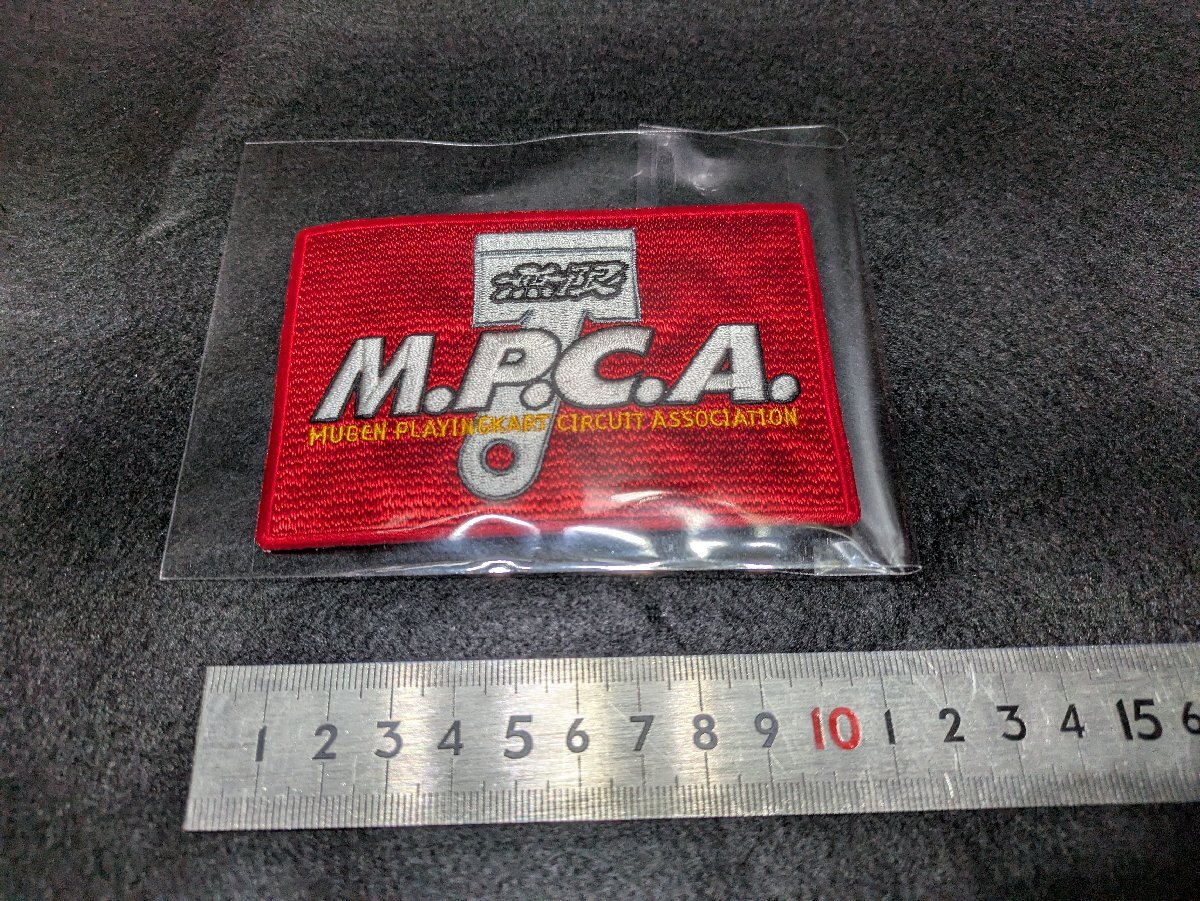 無限
M.P.C.A.
MUGEN PLAYINGKART CIRCUIT ASSOCIATION
1 2 3 4 5 6 7 8 9 10 1 2 3 4 15 6